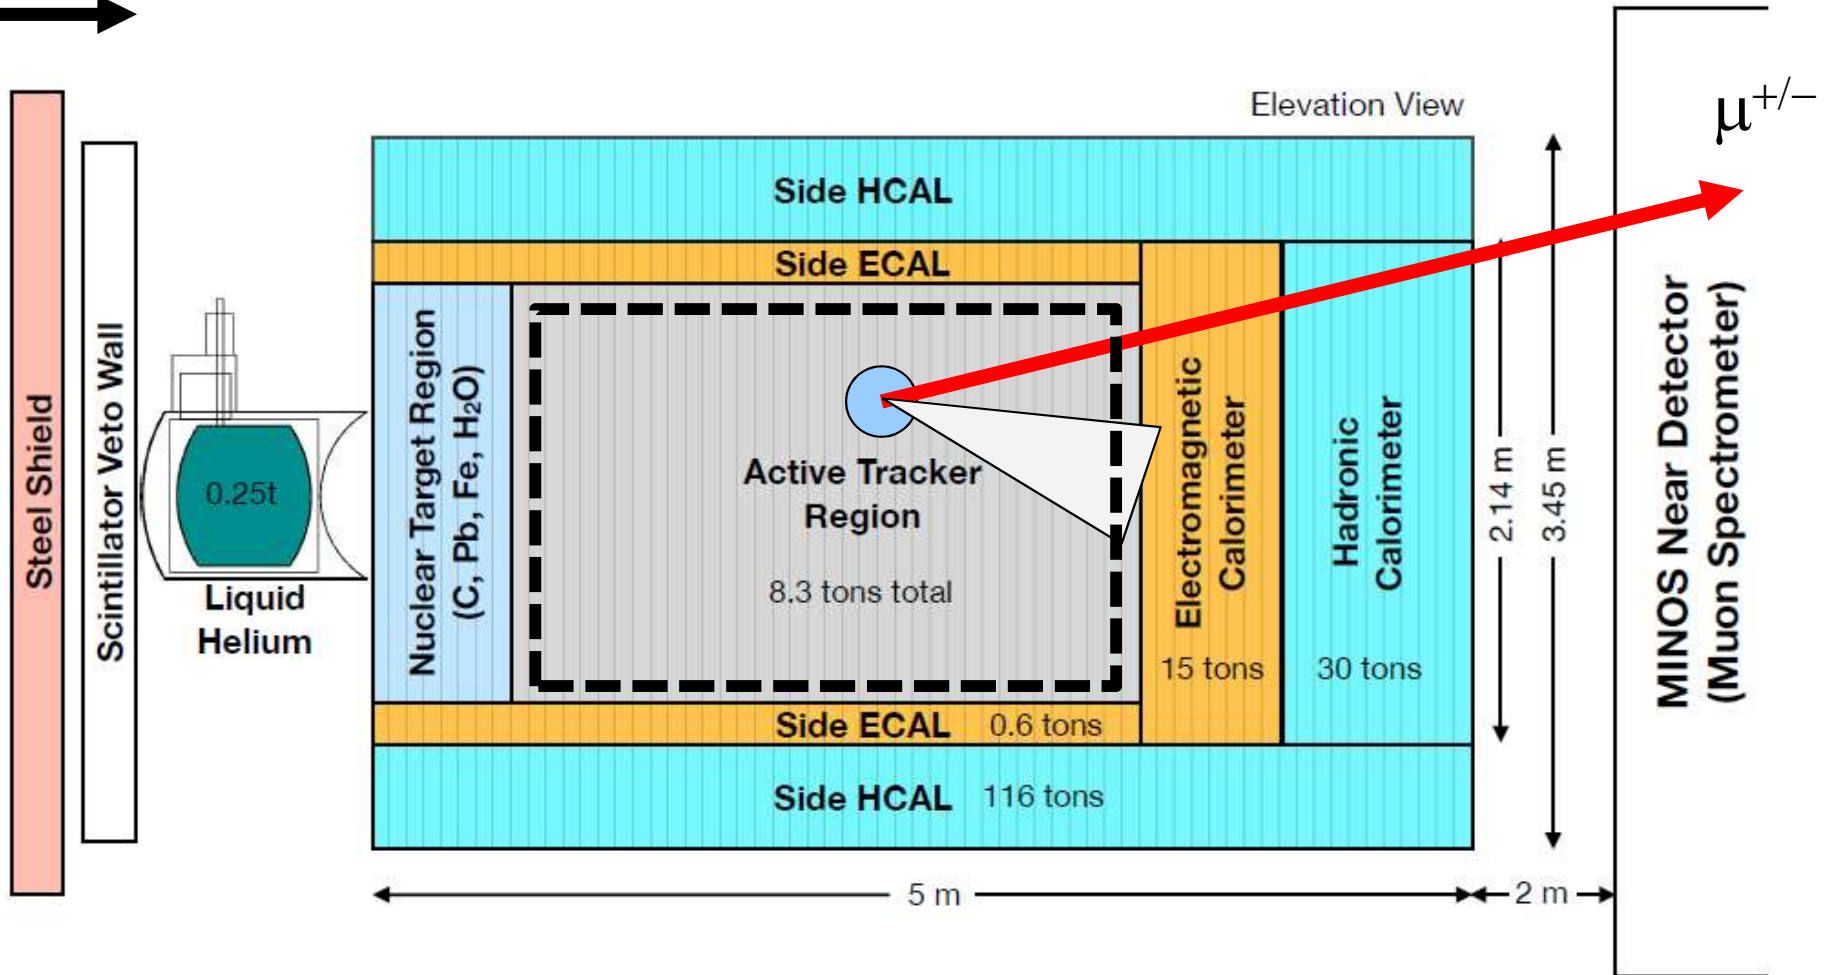 Elevation View
μ+/−
Steel Shield
Scintillator Veto Wall
0.25t
Liquid
Helium
Side HCAL
Side ECAL
Nuclear Target Region
(C, Pb, Fe, H₂O)
Active Tracker
Region
8.3 tons total
Electromagnetic
Calorimeter
15 tons
Hadronic
Calorimeter
30 tons
Side ECAL 0.6 tons
Side HCAL 116 tons
2.14 m
3.45 m
5 m
2 m
MINOS Near Detector
(Muon Spectrometer)